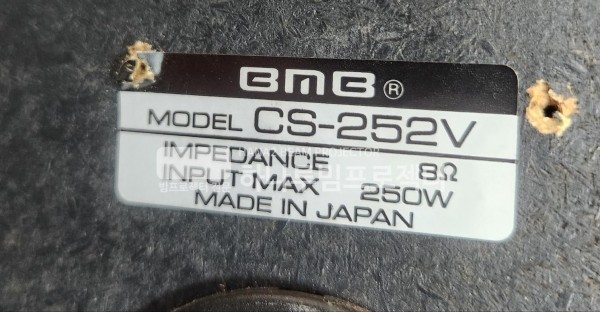 BMB ®
MODEL CS-252V
IMPEDANCE 8Ω
INPUT MAX 250W
MADE IN JAPAN